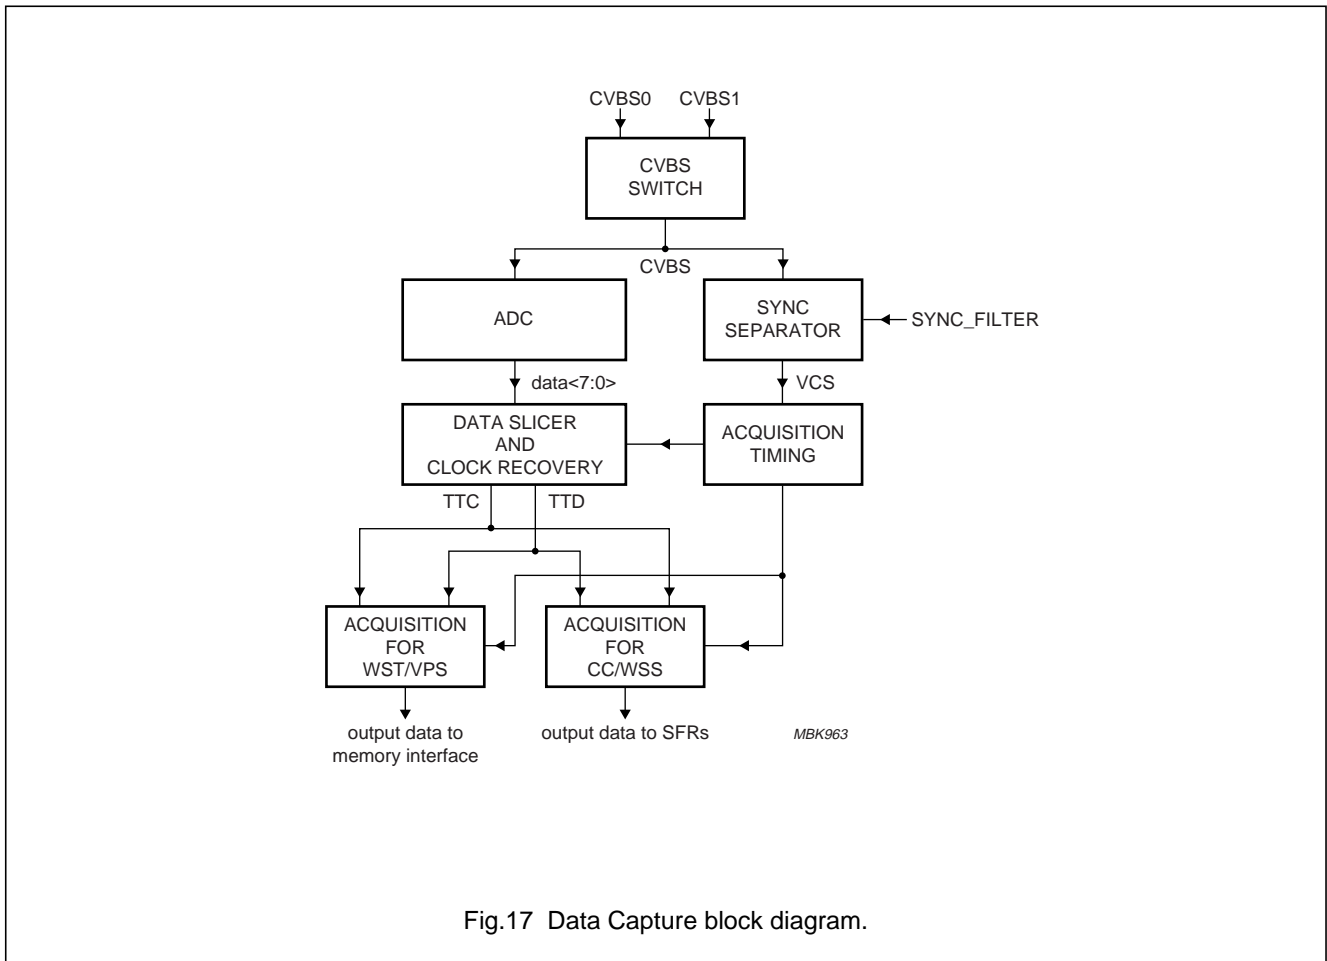 CVBS0 CVBS1
CVBS
SWITCH
CVBS
ADC
SYNC
SEPARATOR
SYNC_FILTER
data<7:0>
VCS
DATA SLICER
AND
CLOCK RECOVERY
ACQUISITION
TIMING
TTC TTD
ACQUISITION
FOR
WST/VPS
ACQUISITION
FOR
CC/WSS
output data to
memory interface
output data to SFRs
MBK963
Fig.17 Data Capture block diagram.